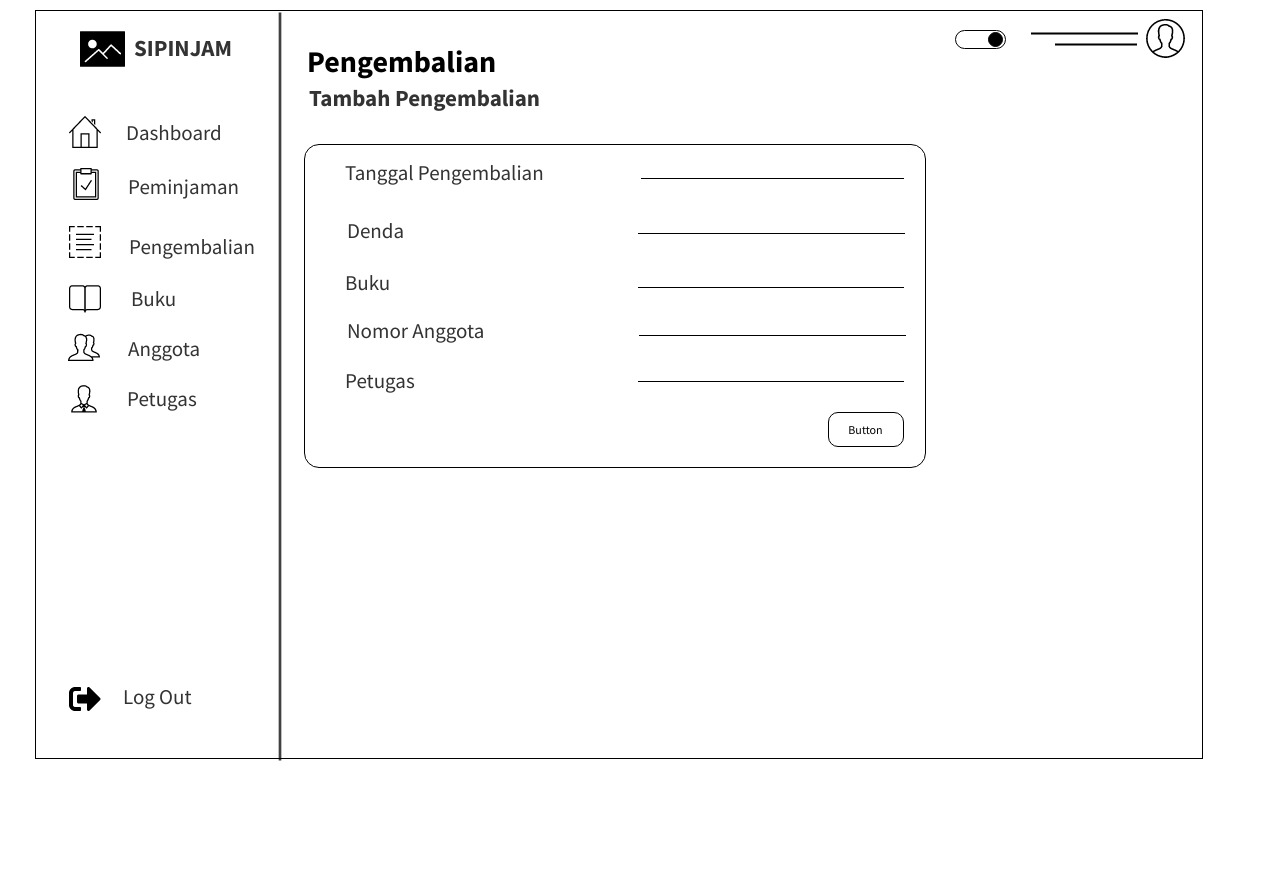 SIPINJAM
Dashboard
Peminjaman
Pengembalian
Buku
Anggota
Petugas
Log Out
Pengembalian
Tambah Pengembalian
Tanggal Pengembalian
Denda
Buku
Nomor Anggota
Petugas
Button